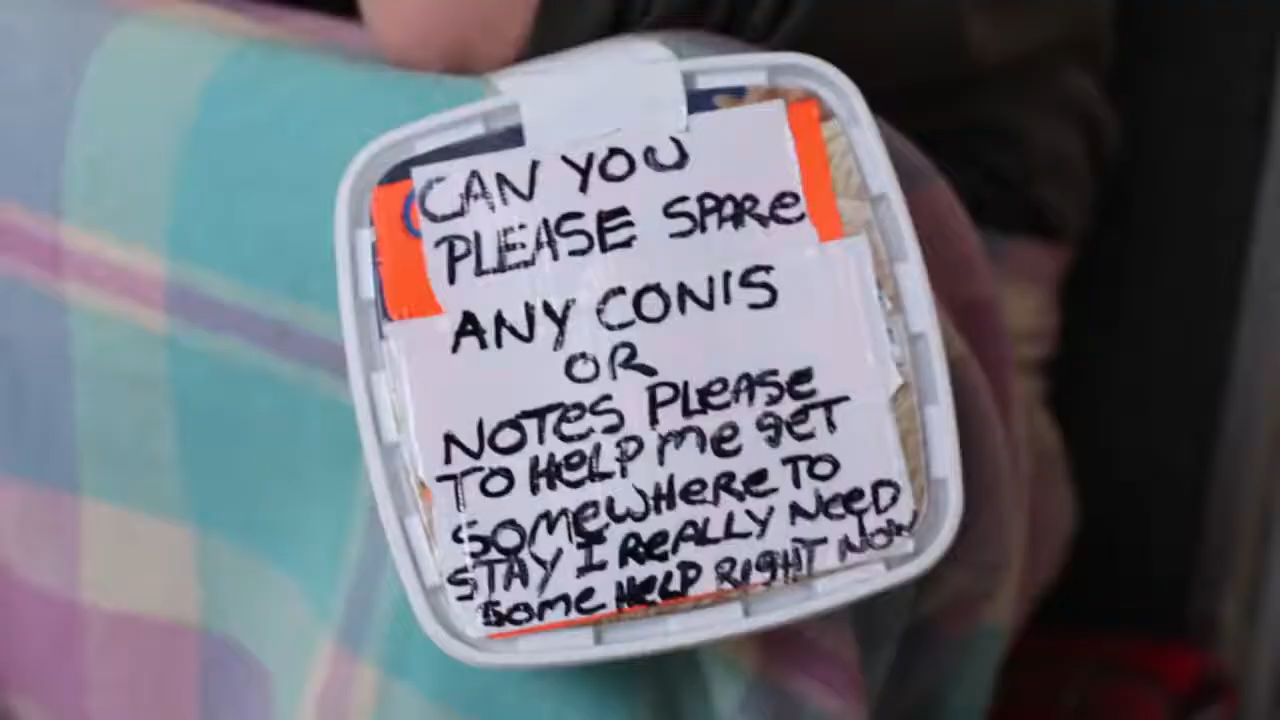 CAN YOU
PLEASE SPARe
ANY CONIS
OR
NOTeS PLeASe
TO HeLP me geT
SOMewHeRe TO
STAY I ReALLY NeeD
Some HeLP RIgHT NOW